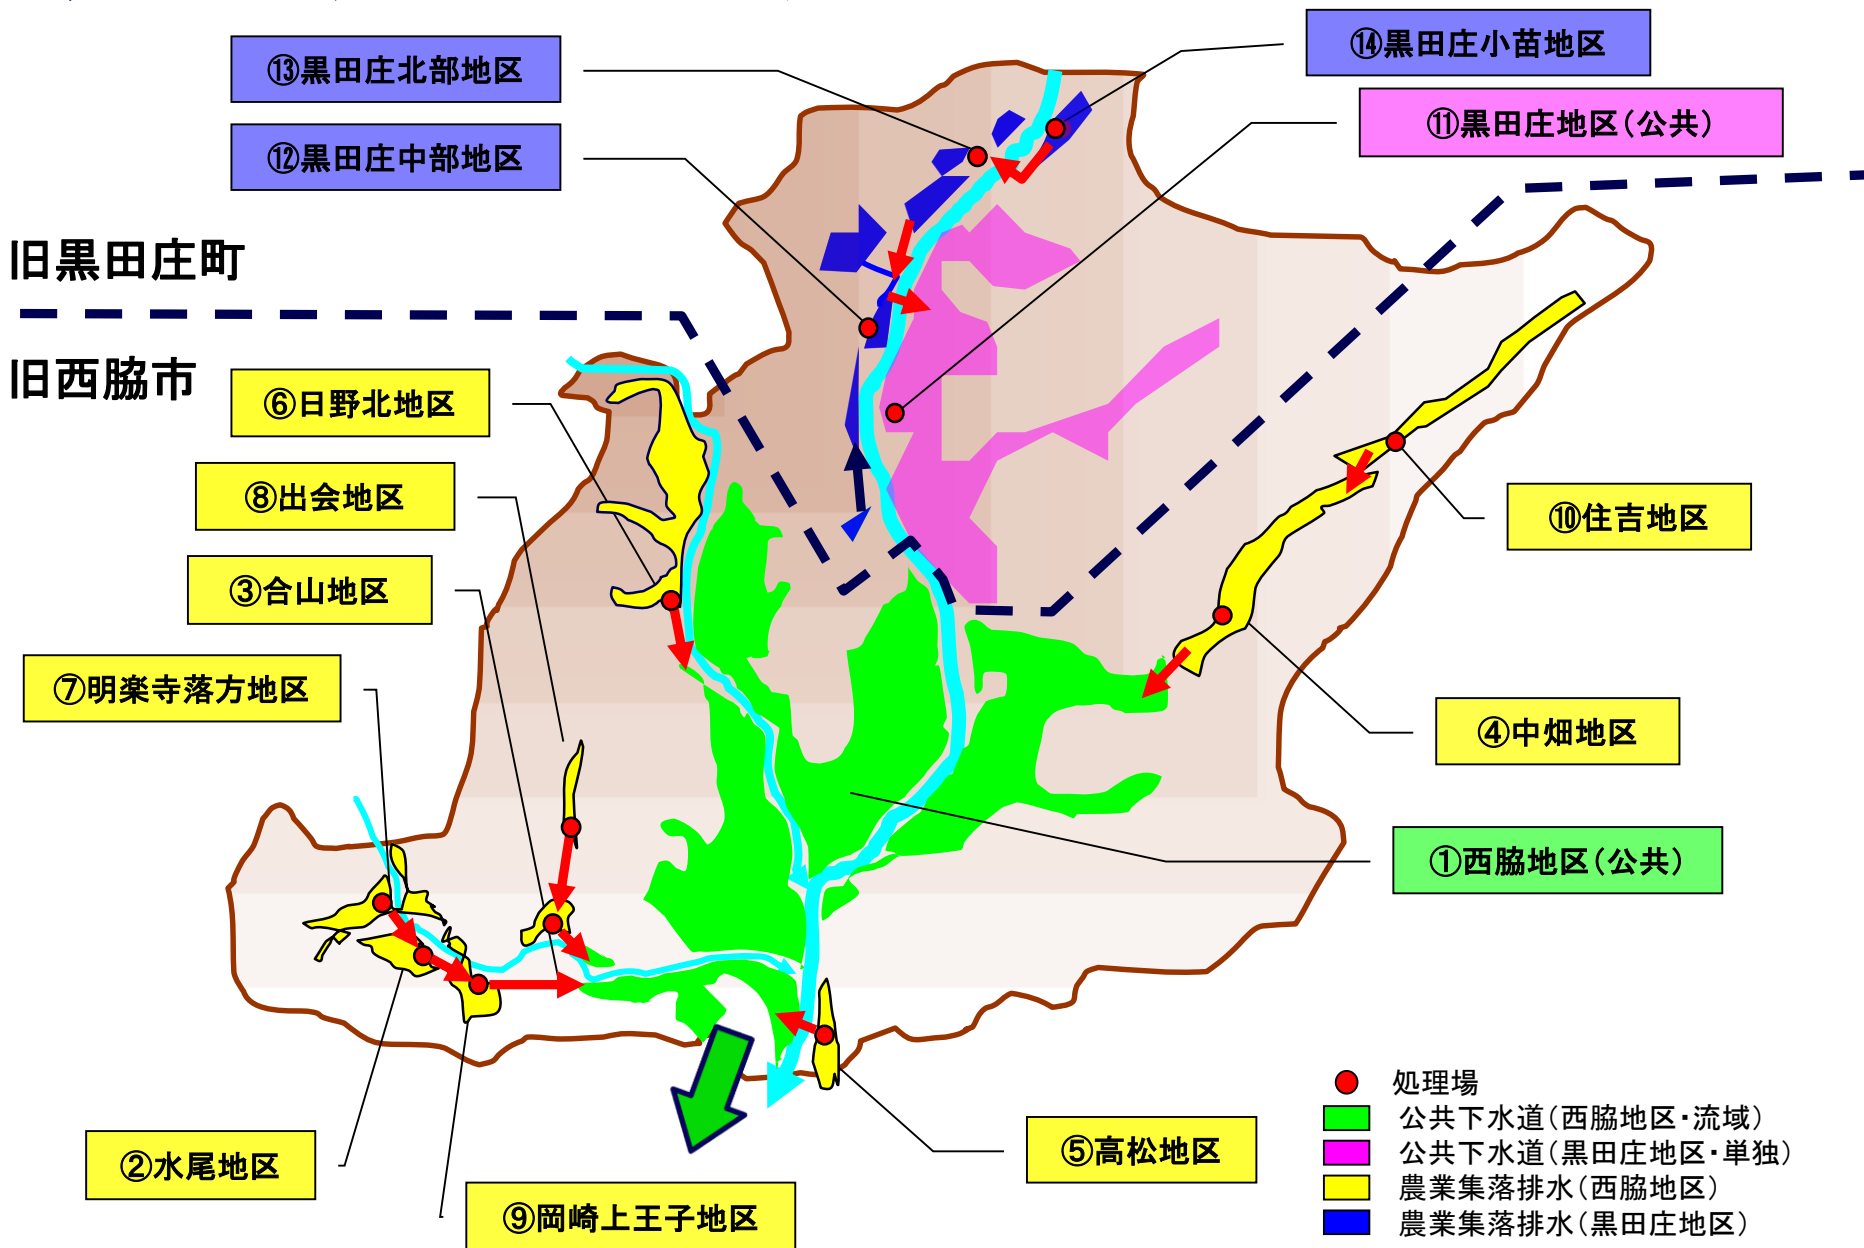 ⑭黒田庄小苗地区
⑬黒田庄北部地区
⑪黒田庄地区(公共)
⑫黒田庄中部地区
旧黒田庄町
旧西脇市
⑥日野北地区
⑧出会地区
⑩住吉地区
③合山地区
⑦明楽寺落方地区
④中畑地区
①西脇地区(公共)
⑤高松地区
②水尾地区
⑨岡崎上王子地区
処理場
公共下水道(西脇地区・流域)
公共下水道(黒田庄地区・単独)
農業集落排水(西脇地区)
農業集落排水(黒田庄地区)